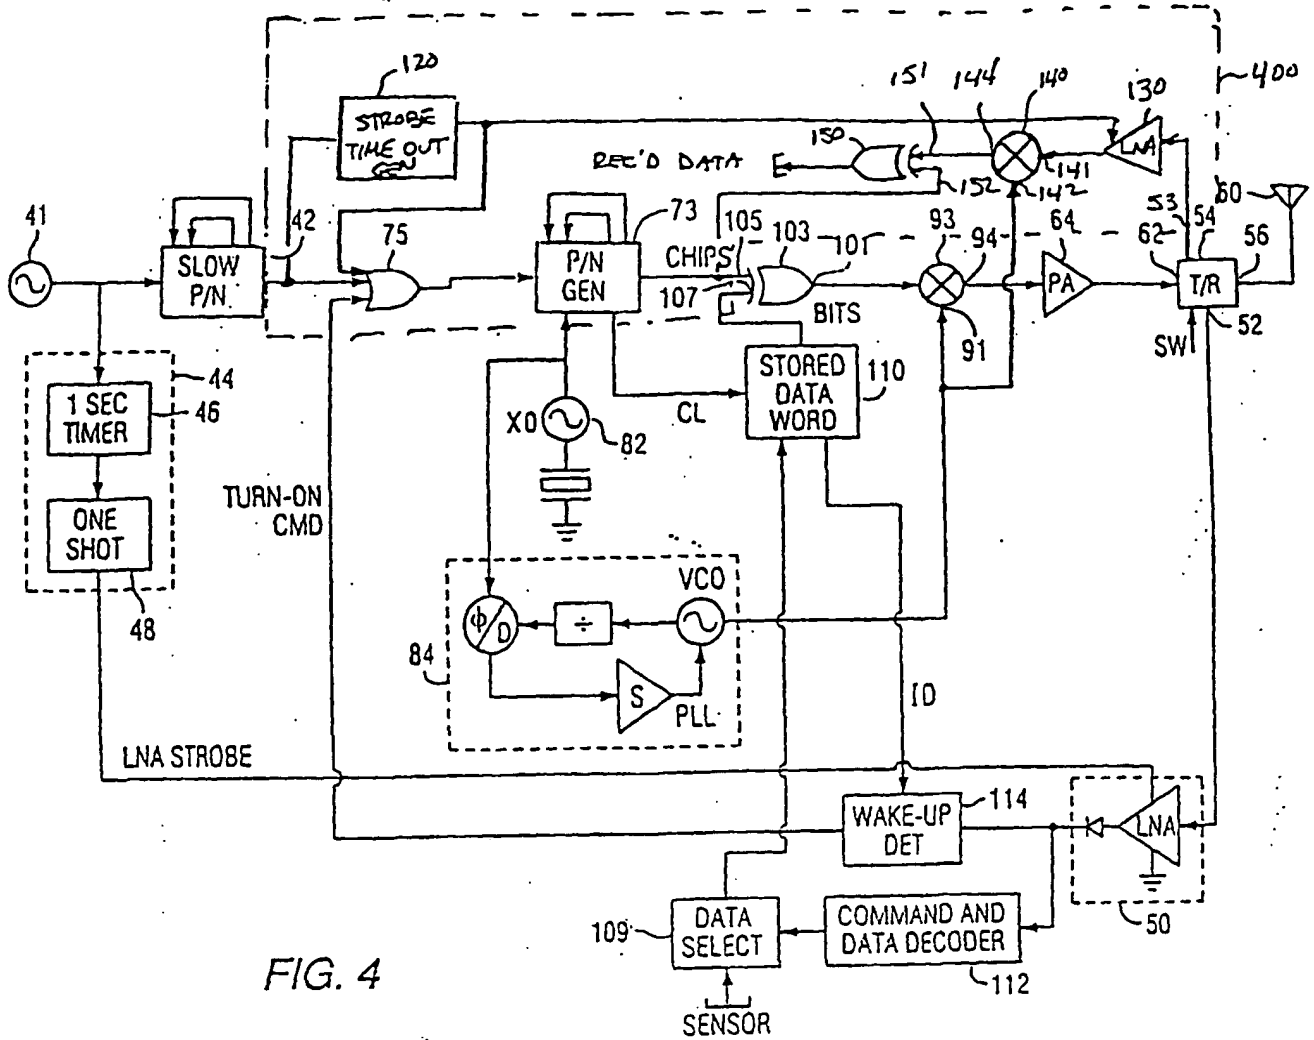 120
STROBE
TIME OUT
GEN
151
144
140
130
400
LNA
150
REC'D DATA
152
141
142
60
41
42
SLOW
P/N
75
73
P/N
GEN
CHIPS
105
103
107
101
BITS
93
94
91
64
PA
53
62
54
56
T/R
52
SW
44
1 SEC
TIMER
46
ONE
SHOT
48
TURN-ON
CMD
XO
82
CL
STORED
DATA
WORD
110
VCO
Φ/D
÷
84
S
PLL
ID
LNA STROBE
WAKE-UP
DET
114
LNA
50
109
DATA
SELECT
COMMAND AND
DATA DECODER
112
SENSOR
FIG. 4